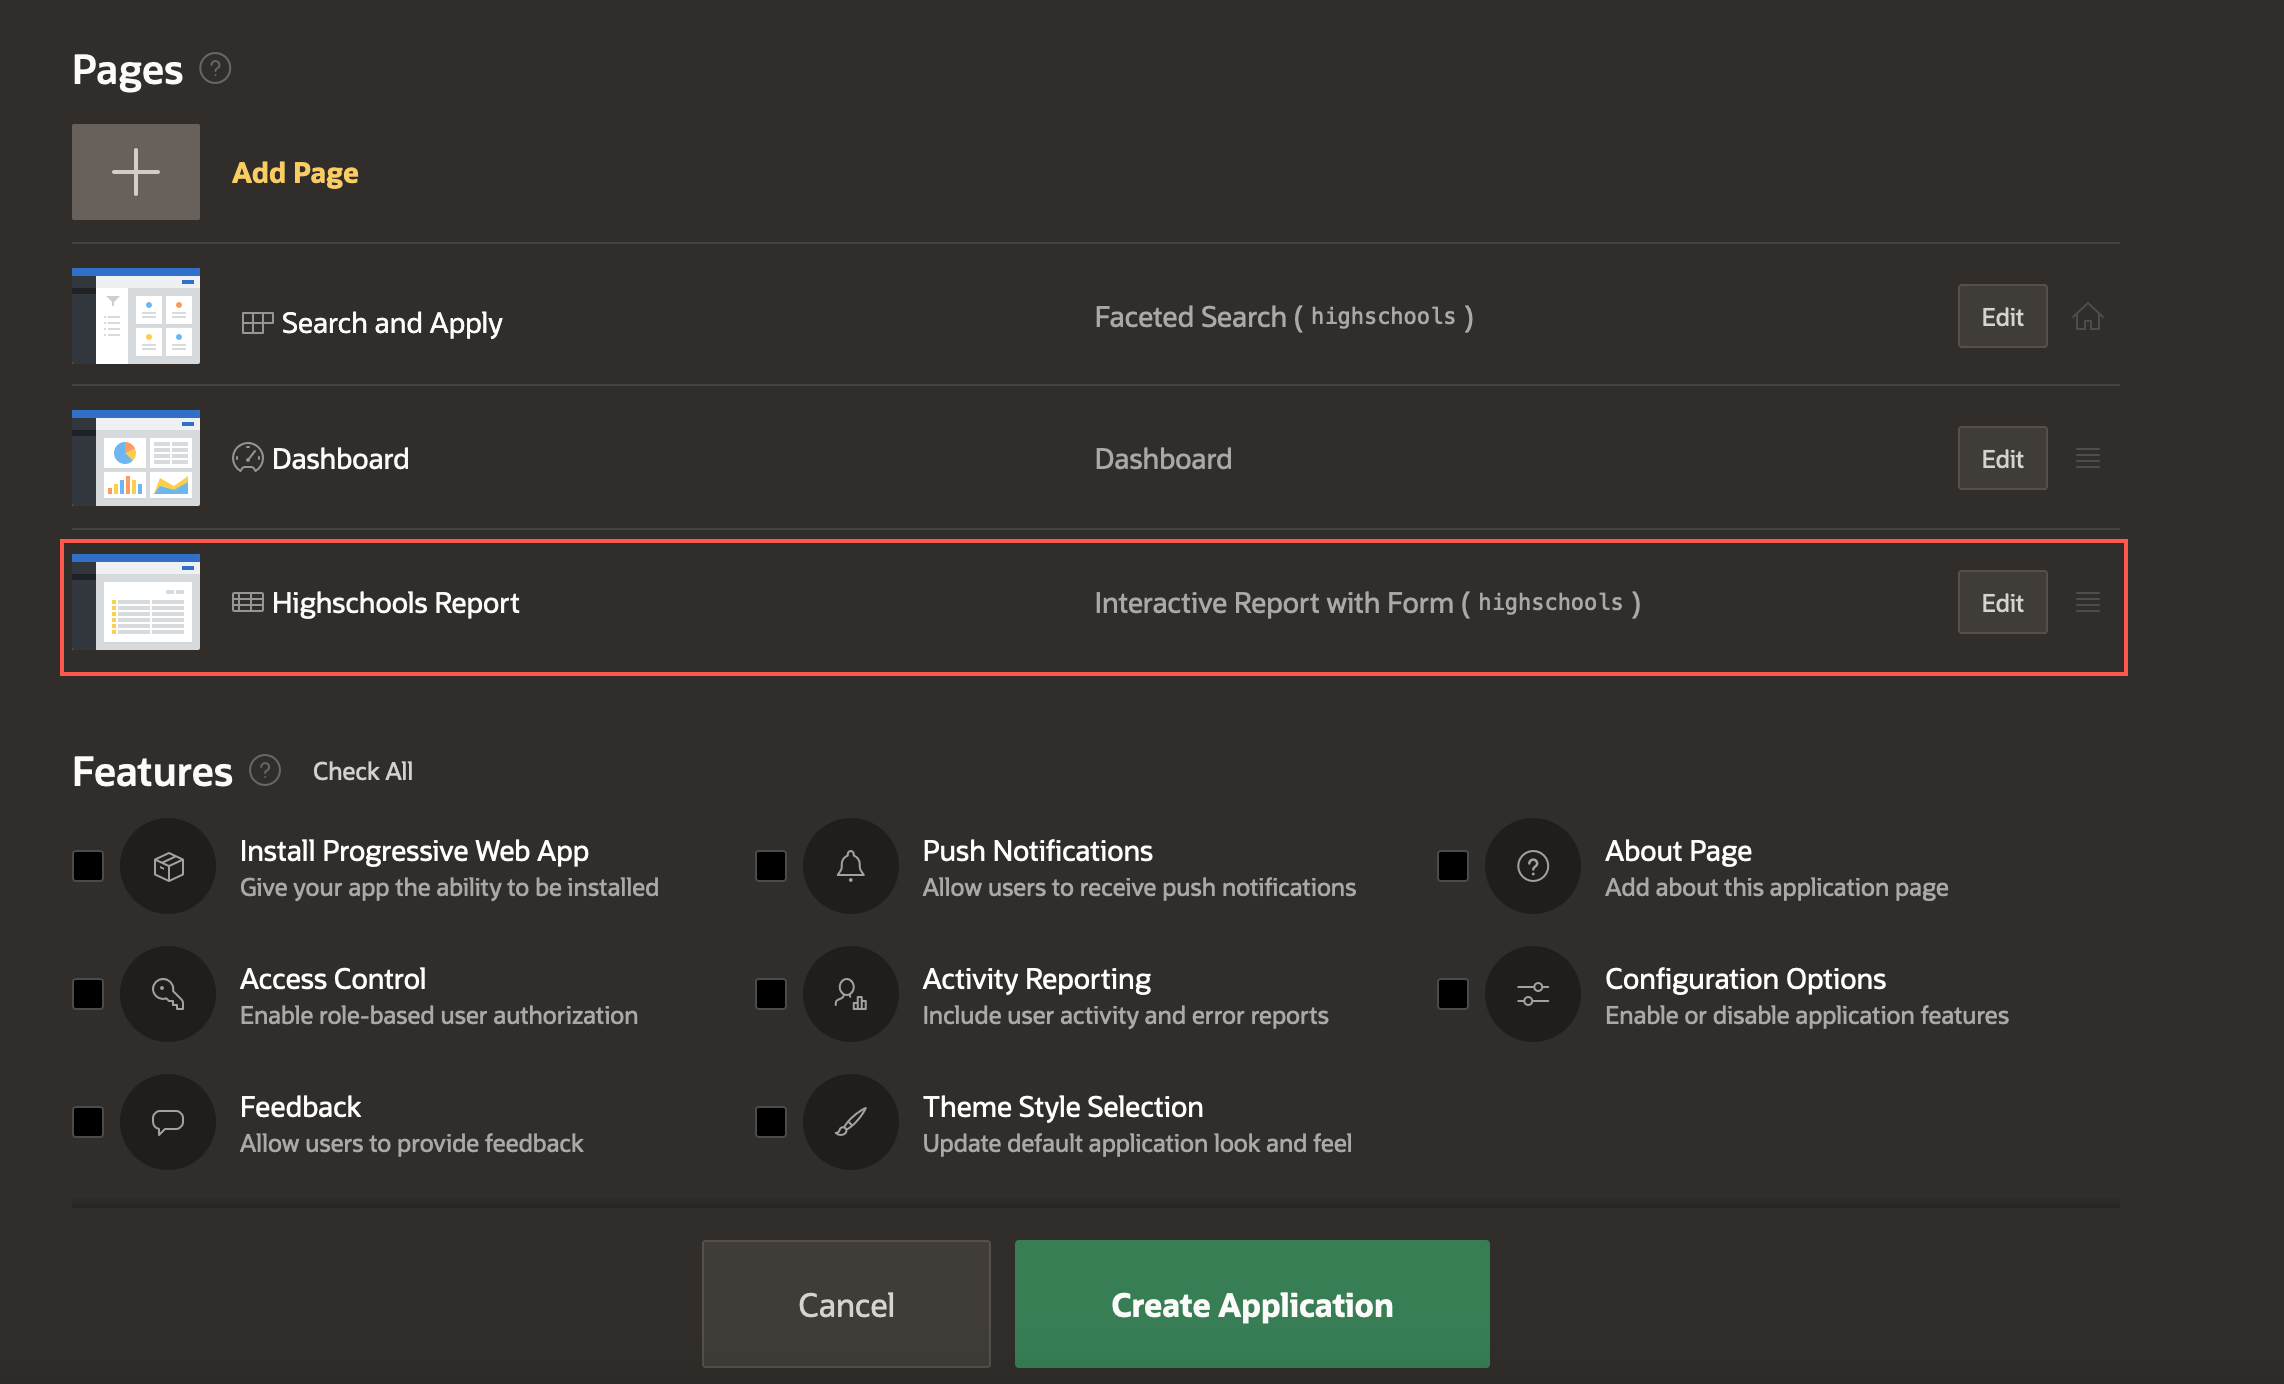 Pages ?
Add Page
Search and Apply Faceted Search ( highschools ) Edit
Dashboard Dashboard Edit
Highschools Report Interactive Report with Form ( highschools ) Edit
Features ? Check All
Install Progressive Web App
Give your app the ability to be installed
Push Notifications
Allow users to receive push notifications
? About Page
Add about this application page
Access Control
Enable role-based user authorization
Activity Reporting
Include user activity and error reports
Configuration Options
Enable or disable application features
Feedback
Allow users to provide feedback
Theme Style Selection
Update default application look and feel
Cancel Create Application